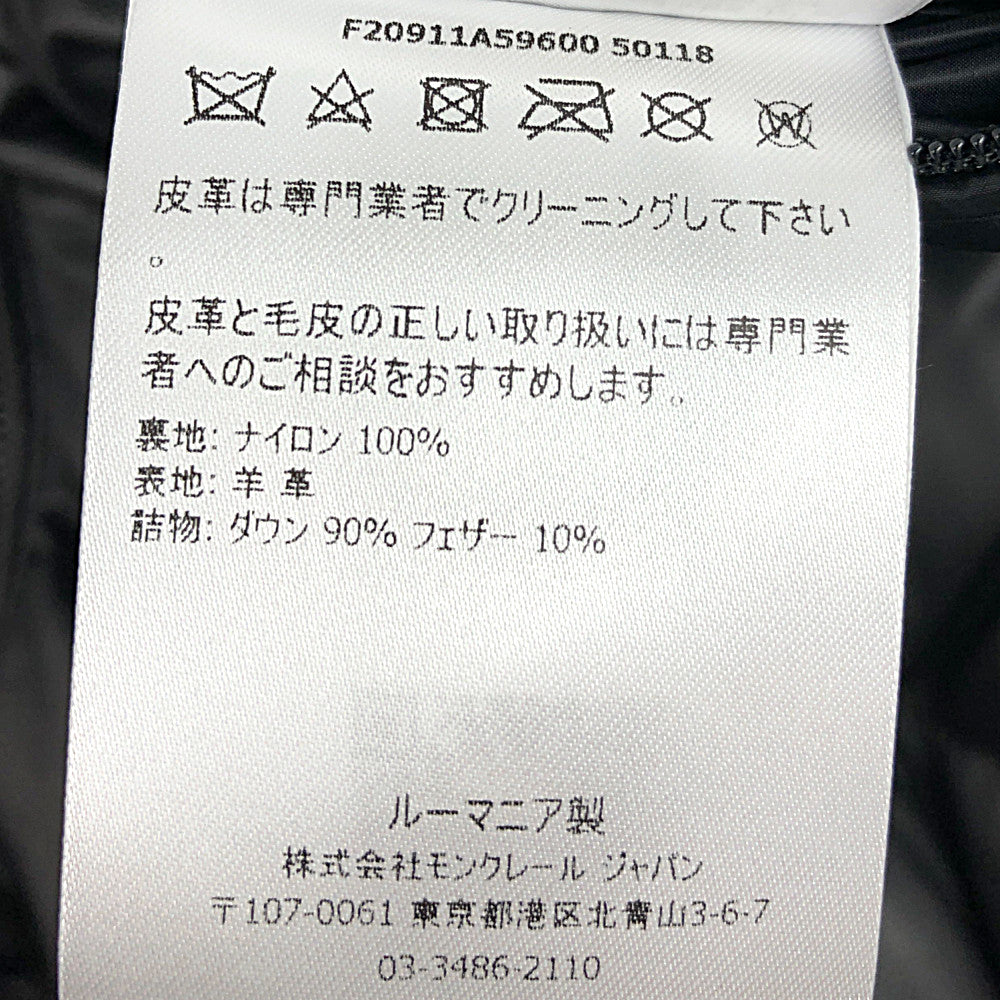 F20911A59600 50118
皮革は専門業者でクリーニングして下さい
。
皮革と毛皮の正しい取り扱いには専門業
者へのご相談をおすすめします。
裏地: ナイロン 100%
表地: 羊 革
詰物: ダウン 90% フェザー 10%
ルーマニア製
株式会社モンクレール ジャパン
〒107-0061 東京都港区北青山3-6-7
03-3486-2110